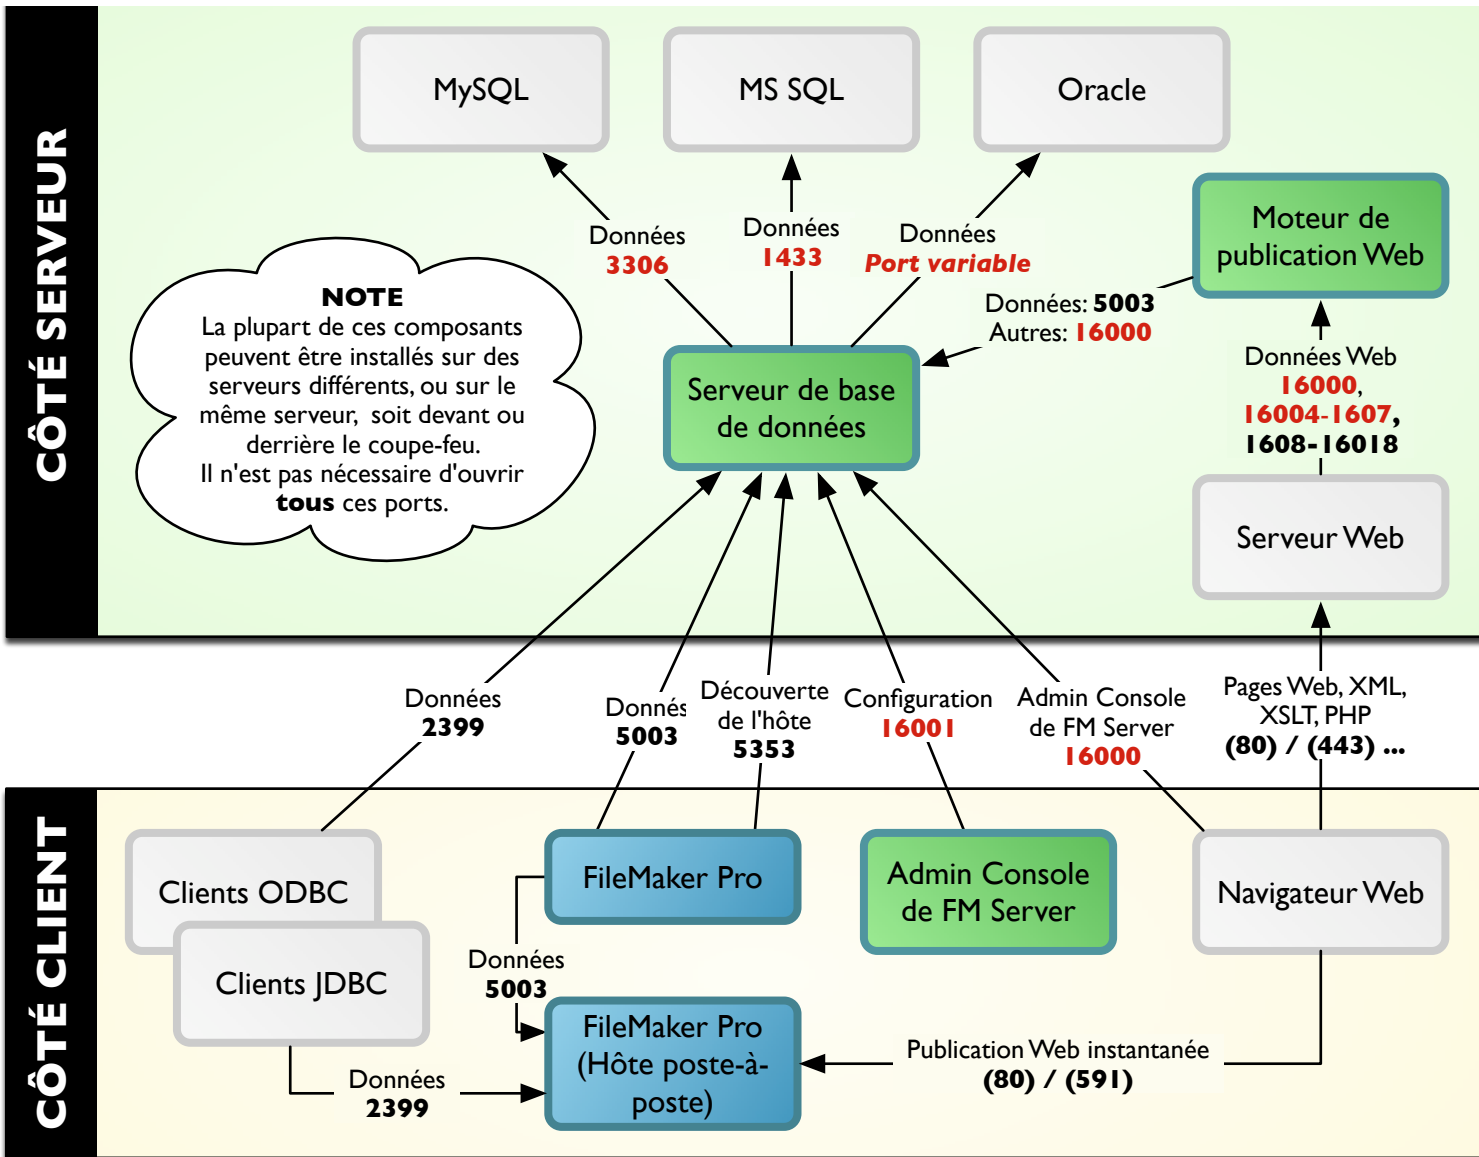 CÔTÉ SERVEUR
MySQL
MS SQL
Oracle
Moteur de
publication Web
Données
3306
Données
1433
Données
Port variable
Données: 5003
Autres: 16000
NOTE
La plupart de ces composants
peuvent être installés sur des
serveurs différents, ou sur le
même serveur, soit devant ou
derrière le coupe-feu.
Il n'est pas nécessaire d'ouvrir
tous ces ports.
Serveur de base
de données
Données Web
16000,
16004-1607,
1608-16018
Serveur Web
Données
2399
Donnés
5003
Découverte
de l'hôte
5353
Configuration
16001
Admin Console
de FM Server
16000
Pages Web, XML,
XSLT, PHP
(80) / (443) ...
CÔTÉ CLIENT
Clients ODBC
Clients JDBC
FileMaker Pro
Admin Console
de FM Server
Navigateur Web
Données
5003
FileMaker Pro
(Hôte poste-à-
poste)
Données
2399
Publication Web instantanée
(80) / (591)